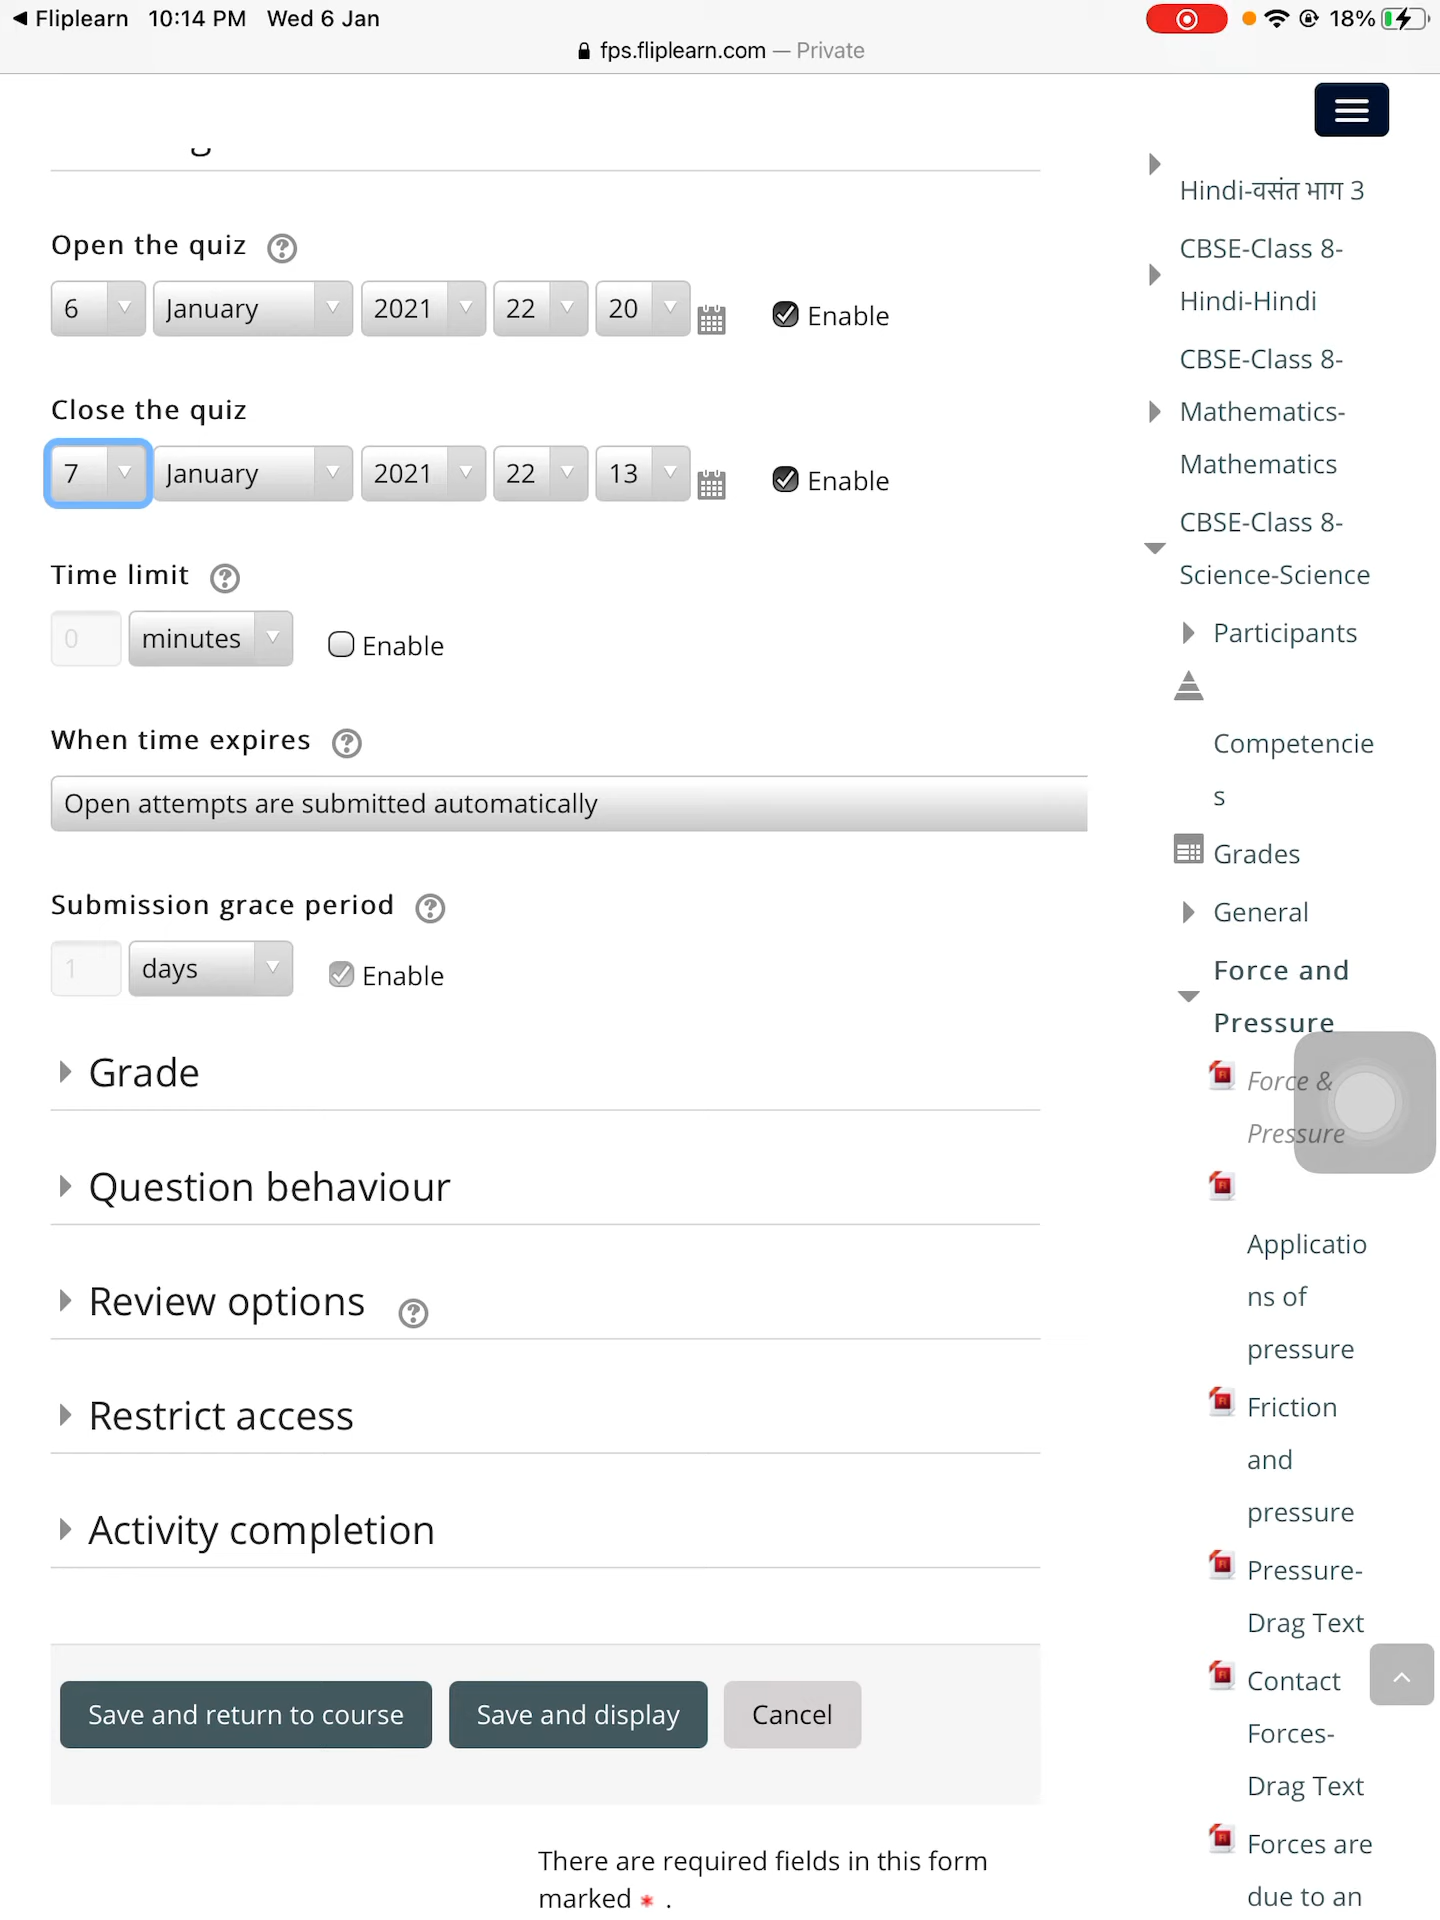 Fliplearn 10:14 PM Wed 6 Jan 18%
fps.fliplearn.com — Private
Open the quiz
6 January 2021 22 20 Enable
Close the quiz
7 January 2021 22 13 Enable
Time limit
0 minutes Enable
When time expires
Open attempts are submitted automatically
Submission grace period
1 days Enable
Grade
Question behaviour
Review options
Restrict access
Activity completion
Save and return to course Save and display Cancel
There are required fields in this form
marked * .
Hindi-वसंत भाग 3
CBSE-Class 8-
Hindi-Hindi
CBSE-Class 8-
Mathematics-
Mathematics
CBSE-Class 8-
Science-Science
Participants
Competencie
s
Grades
General
Force and
Pressure
Force &
Pressure
Applicatio
ns of
pressure
Friction
and
pressure
Pressure-
Drag Text
Contact
Forces-
Drag Text
Forces are
due to an